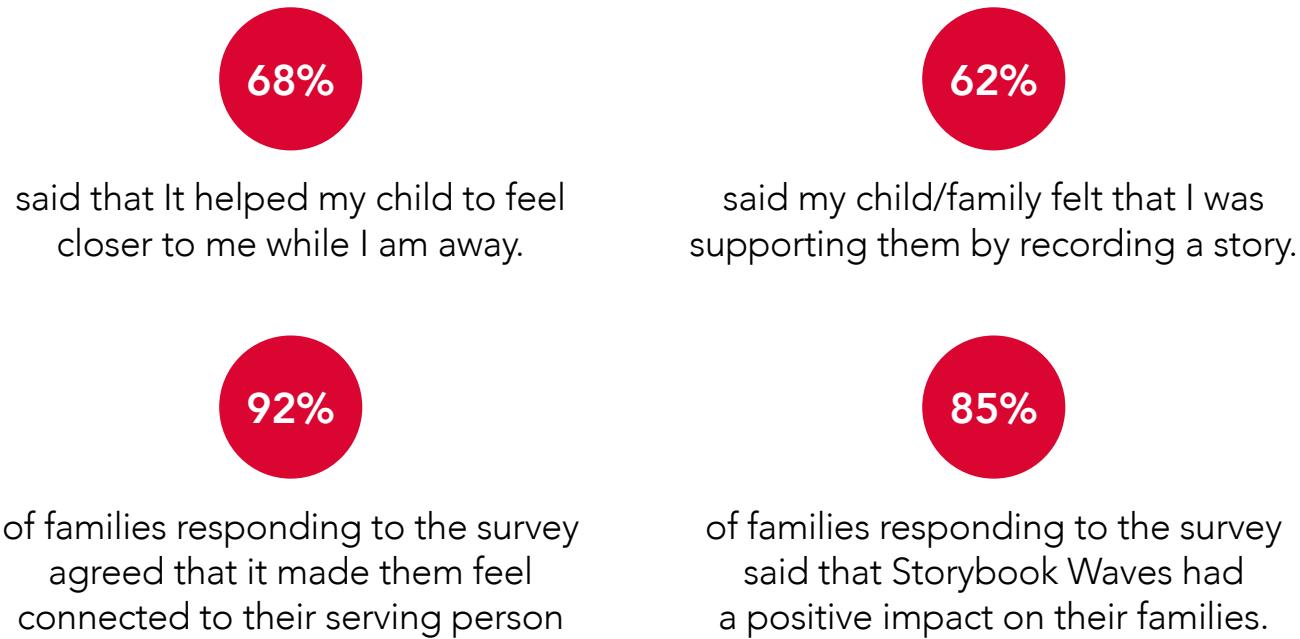 68%
said that It helped my child to feel
closer to me while I am away.
62%
said my child/family felt that I was
supporting them by recording a story.
92%
of families responding to the survey
agreed that it made them feel
connected to their serving person
85%
of families responding to the survey
said that Storybook Waves had
a positive impact on their families.